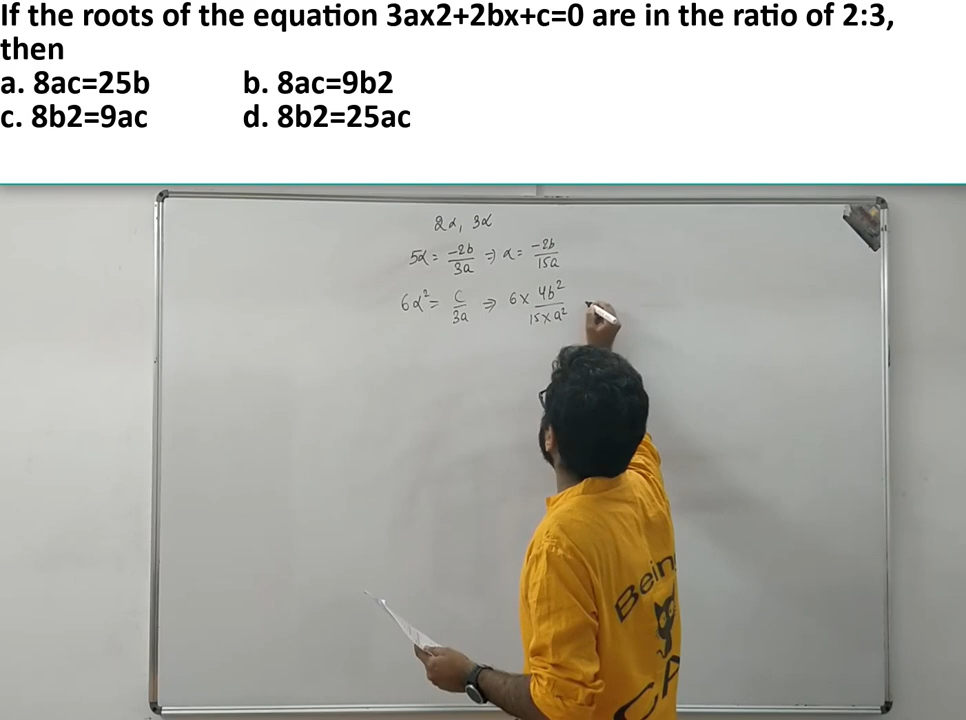 If the roots of the equation 3ax2+2bx+c=0 are in the ratio of 2:3,
then
a. 8ac=25b b. 8ac=9b2
c. 8b2=9ac d. 8b2=25ac
2α, 3α
5α = -2b/3a ⇒ α = -2b/15a
6α² = c/3a ⇒ 6 × 4b²/15×a²
Being
CA